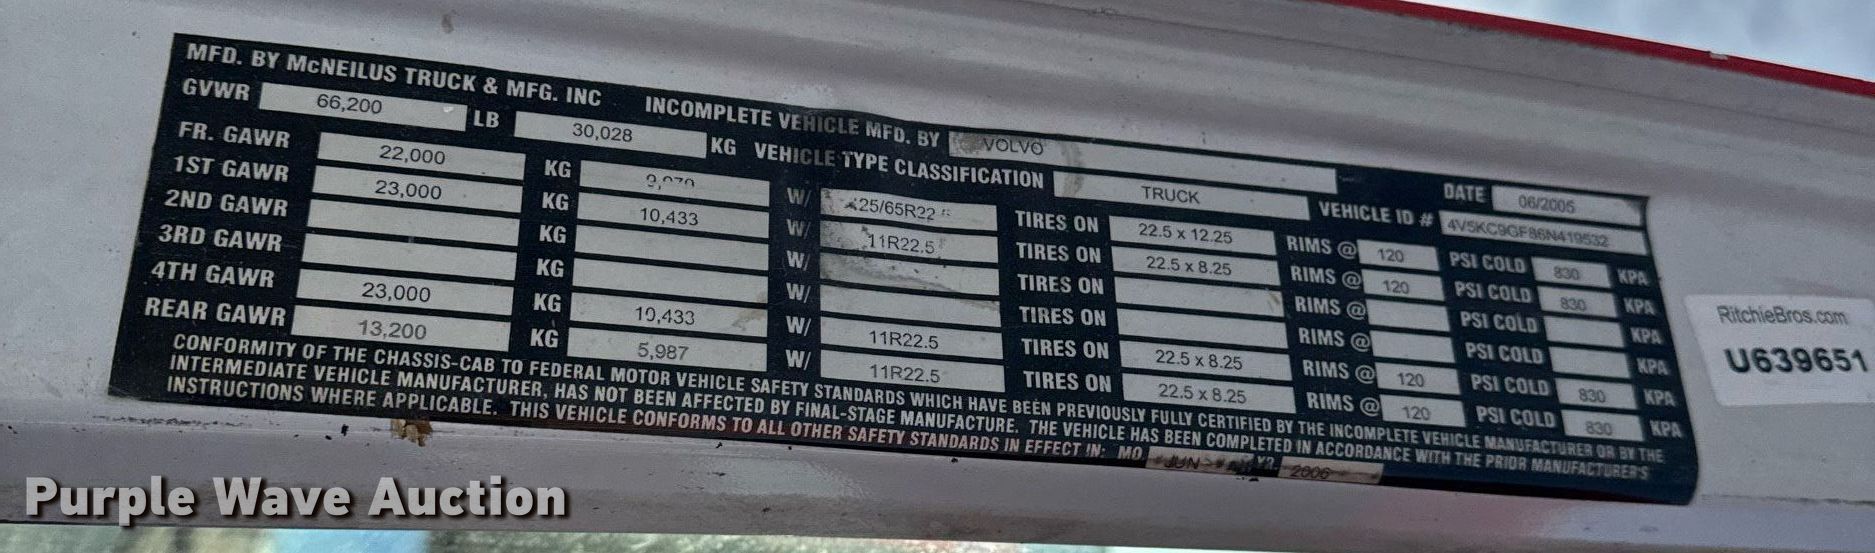 MFD. BY McNEILUS TRUCK & MFG. INC INCOMPLETE VEHICLE MFD. BY VOLVO DATE 06/2005
GVWR 66,200 LB 30,028 KG VEHICLE TYPE CLASSIFICATION TRUCK VEHICLE ID # 4V5KC9GF86N419532
FR. GAWR 22,000 KG 9,979 W/ 425/65R22.5 TIRES ON 22.5 x 12.25 RIMS @ 120 PSI COLD 830 KPA
1ST GAWR 23,000 KG 10,433 W/ 11R22.5 TIRES ON 22.5 x 8.25 RIMS @ 120 PSI COLD 830 KPA
2ND GAWR KG W/ TIRES ON RIMS @ PSI COLD KPA
3RD GAWR KG W/ TIRES ON RIMS @ PSI COLD KPA
4TH GAWR 23,000 KG 10,433 W/ 11R22.5 TIRES ON 22.5 x 8.25 RIMS @ 120 PSI COLD 830 KPA
REAR GAWR 13,200 KG 5,987 W/ 11R22.5 TIRES ON 22.5 x 8.25 RIMS @ 120 PSI COLD 830 KPA
CONFORMITY OF THE CHASSIS-CAB TO FEDERAL MOTOR VEHICLE SAFETY STANDARDS WHICH HAVE BEEN PREVIOUSLY FULLY CERTIFIED BY THE INCOMPLETE VEHICLE MANUFACTURER OR BY THE
INTERMEDIATE VEHICLE MANUFACTURER, HAS NOT BEEN AFFECTED BY FINAL-STAGE MANUFACTURE. THE VEHICLE HAS BEEN COMPLETED IN ACCORDANCE WITH THE PRIOR MANUFACTURER'S
INSTRUCTIONS WHERE APPLICABLE. THIS VEHICLE CONFORMS TO ALL OTHER SAFETY STANDARDS IN EFFECT IN: MO JUN YR 2006
RitchieBros.com
U639651
Purple Wave Auction